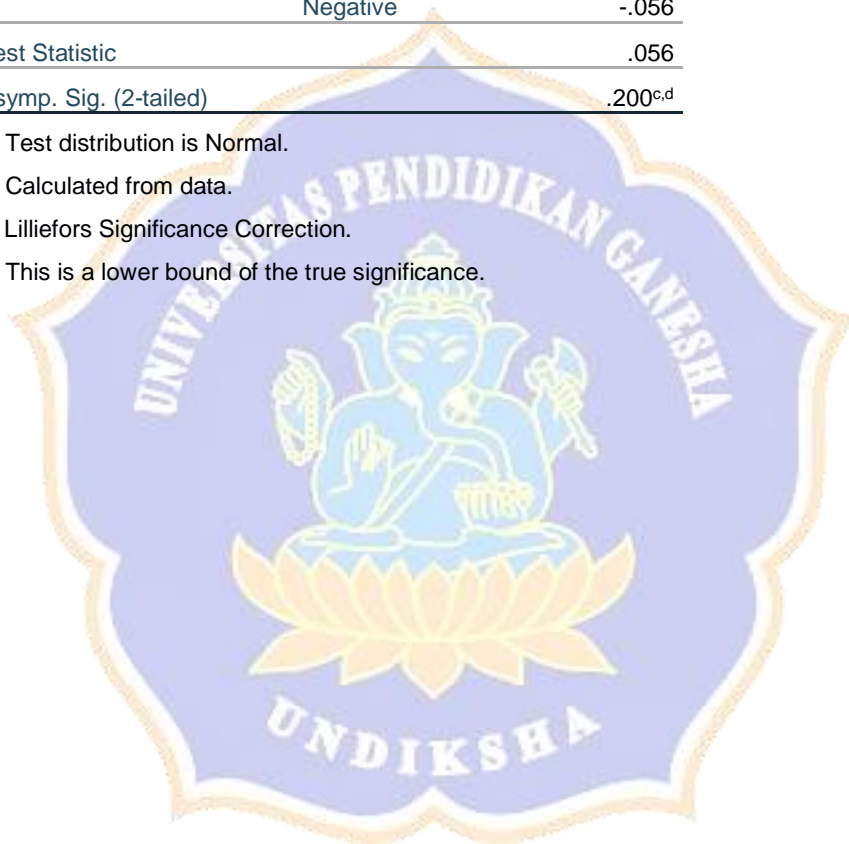 Negative -.056
est Statistic .056
symp. Sig. (2-tailed) .200c,d
Test distribution is Normal.
Calculated from data.
Lilliefors Significance Correction.
This is a lower bound of the true significance.
UNIVERSITAS PENDIDIKAN GANESHA
UNDIKSHA